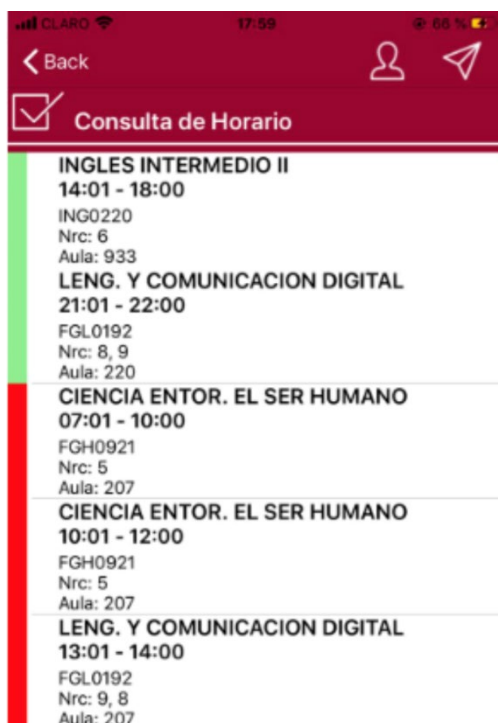 CLARO 17:59 66 %
Back
Consulta de Horario
INGLES INTERMEDIO II
14:01 - 18:00
ING0220
Nrc: 6
Aula: 933
LENG. Y COMUNICACION DIGITAL
21:01 - 22:00
FGL0192
Nrc: 8, 9
Aula: 220
CIENCIA ENTOR. EL SER HUMANO
07:01 - 10:00
FGH0921
Nrc: 5
Aula: 207
CIENCIA ENTOR. EL SER HUMANO
10:01 - 12:00
FGH0921
Nrc: 5
Aula: 207
LENG. Y COMUNICACION DIGITAL
13:01 - 14:00
FGL0192
Nrc: 9, 8
Aula: 207